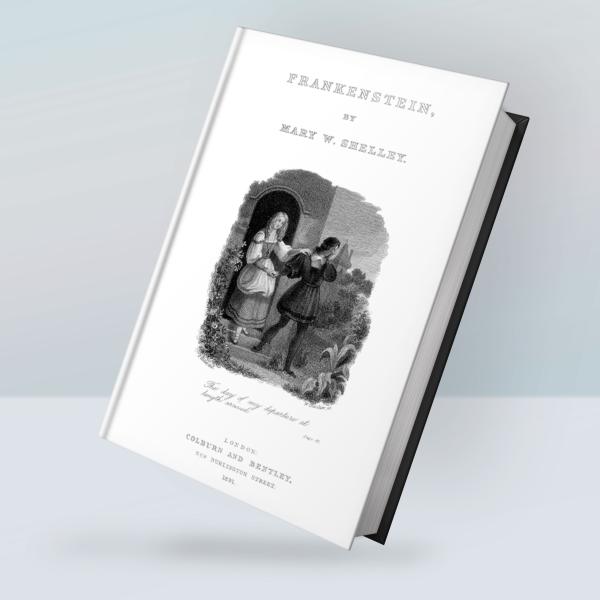 FRANKENSTEIN,
BY
MARY W. SHELLEY.
The day of my departure at
length arrived.
LONDON:
COLBURN AND BENTLEY,
NEW BURLINGTON STREET.
1831.